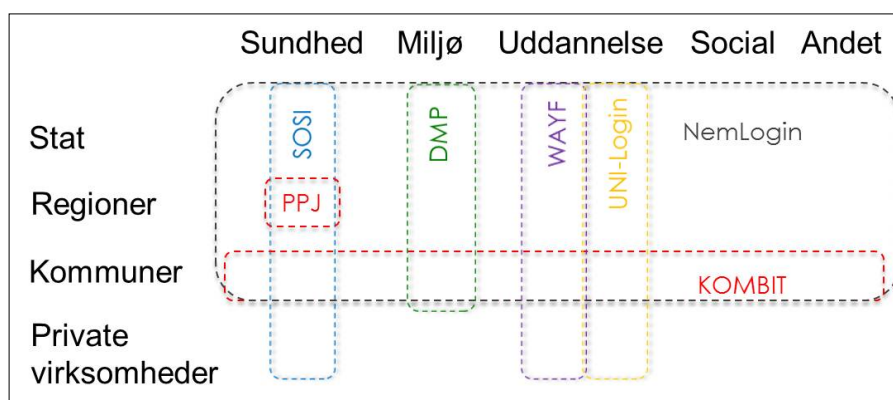 Sundhed Miljø Uddannelse Social Andet
Stat SOSI DMP WAYF UNI-Login NemLogin
Regioner PPJ
Kommuner KOMBIT
Private
virksomheder